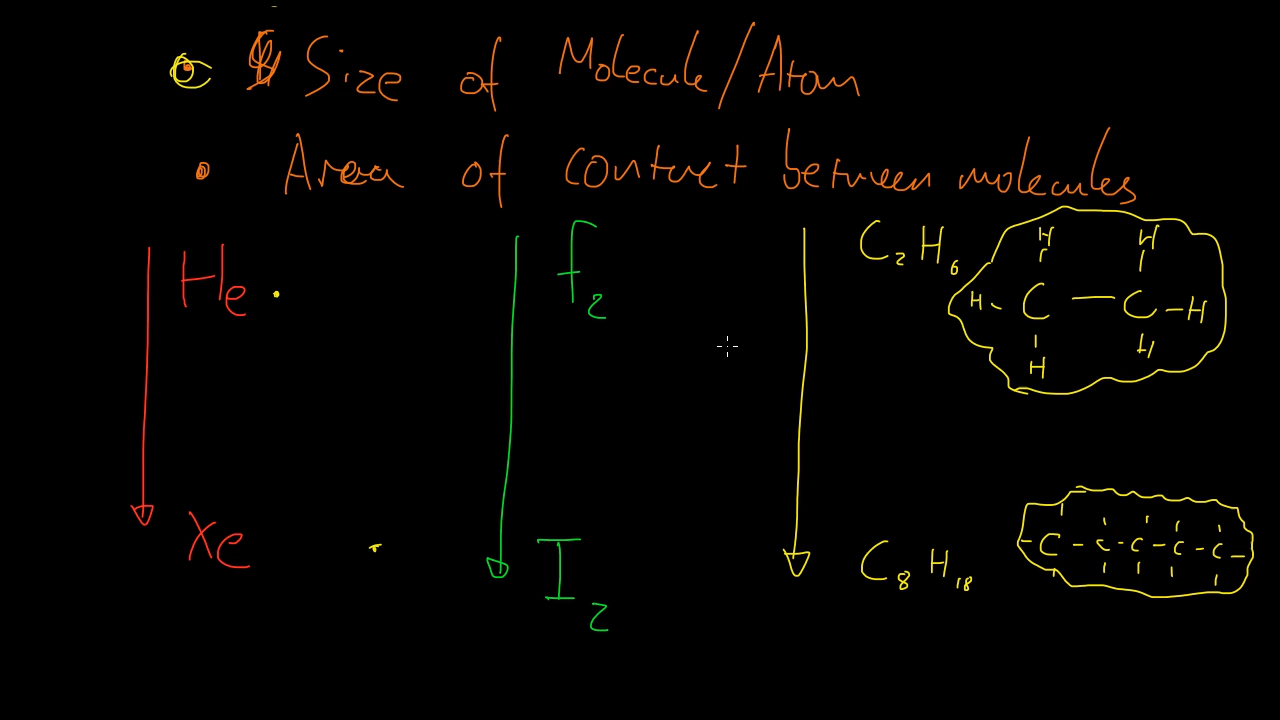 Size of Molecule/Atom
• Area of contact between molecules
He
f₂
C₂H₆
H H
H - C — C - H
H H
Xe
I₂
C₈H₁₈
- C - C - C - C - C -